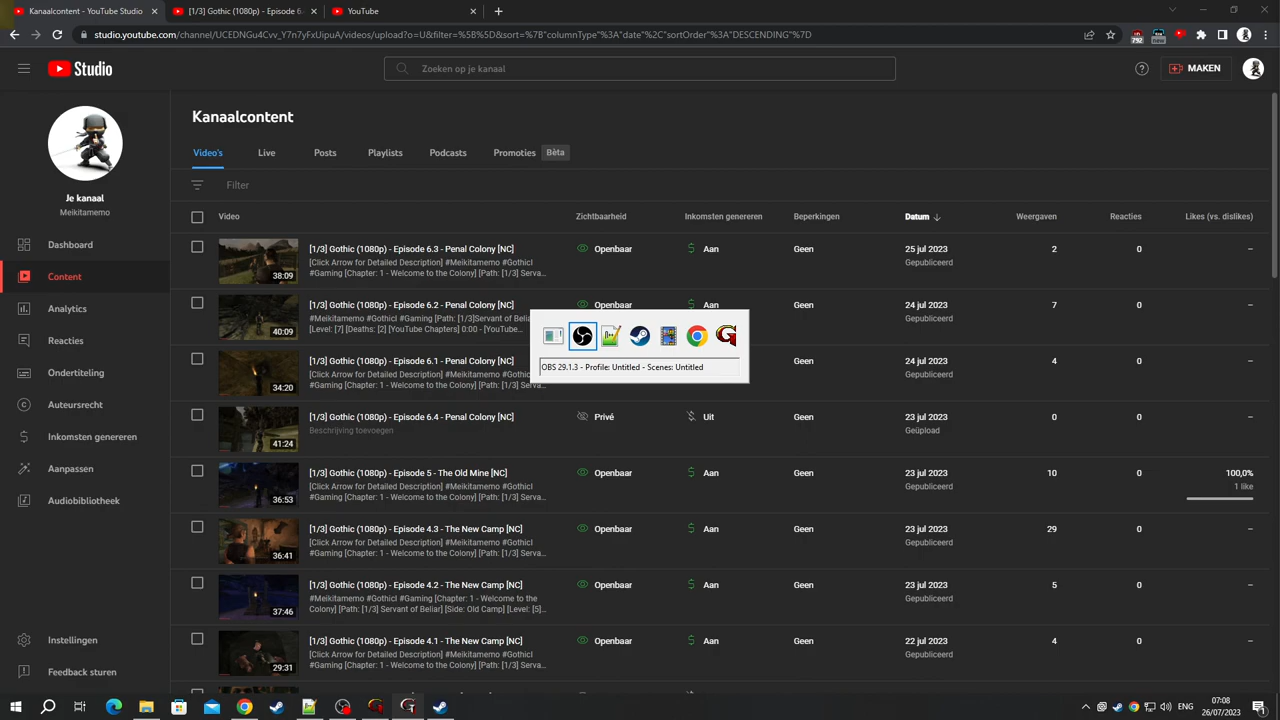 Kanaalcontent - YouTube Studio
[1/3] Gothic (1080p) - Episode 6.
YouTube
studio.youtube.com/channel/UCEDNGu4Cvv_Y7n7yFxUipuA/videos/upload?o=U&filter=%5B%5D&sort=%7B"columnType"%3A"date"%2C"sortOrder"%3A"DESCENDING"%7D
792
Studio
Zoeken op je kanaal
MAKEN
Je kanaal
Meikitamemo
Dashboard
Content
Analytics
Reacties
Ondertiteling
Auteursrecht
Inkomsten genereren
Aanpassen
Audiobibliotheek
Instellingen
Feedback sturen
Kanaalcontent
Video's Live Posts Playlists Podcasts Promoties Bèta
Filter
Video Zichtbaarheid Inkomsten genereren Beperkingen Datum Weergaven Reacties Likes (vs. dislikes)
[1/3] Gothic (1080p) - Episode 6.3 - Penal Colony [NC] Openbaar Aan Geen 25 jul 2023 2 0 –
[Click Arrow for Detailed Description] #Meikitamemo #GothicI Gepubliceerd
#Gaming [Chapter: 1 - Welcome to the Colony] [Path: [1/3] Serva…
38:09
[1/3] Gothic (1080p) - Episode 6.2 - Penal Colony [NC] Openbaar Aan Geen 24 jul 2023 7 0 –
#Meikitamemo #GothicI #Gaming [Path: [1/3]Servant of Belia Gepubliceerd
[Level: [7] [Deaths: 2] [YouTube Chapters] 0:00 - [YouTube…
40:09
[1/3] Gothic (1080p) - Episode 6.1 - Penal Colony [NC] Geen 24 jul 2023 4 0 –
[Click Arrow for Detailed Description] #Meikitamemo Gepubliceerd
#GothicI #Gaming [Chapter: 1 - Welcome to the Colony] [Path:…
34:20
OBS 29.1.3 - Profile: Untitled - Scenes: Untitled
[1/3] Gothic (1080p) - Episode 6.4 - Penal Colony [NC] Privé Uit Geen 23 jul 2023 0 0 –
Beschrijving toevoegen Geüpload
41:24
[1/3] Gothic (1080p) - Episode 5 - The Old Mine [NC] Openbaar Aan Geen 23 jul 2023 10 0 100,0%
[Click Arrow for Detailed Description] #Meikitamemo Gepubliceerd 1 like
#GothicI #Gaming [Chapter: 1 - Welcome to the Colony] [Path:…
36:53
[1/3] Gothic (1080p) - Episode 4.3 - The New Camp [NC] Openbaar Aan Geen 23 jul 2023 29 0 –
[Click Arrow for Detailed Description] #Meikitamemo #GothicI Gepubliceerd
#Gaming [Chapter: 1 - Welcome to the Colony] [Path: [1/3] Serva…
36:41
[1/3] Gothic (1080p) - Episode 4.2 - The New Camp [NC] Openbaar Aan Geen 23 jul 2023 5 0 –
#Meikitamemo #GothicI #Gaming [Chapter: 1 - Welcome to the Gepubliceerd
Colony] [Path: [1/3] Servant of Beliar] [Side: Old Camp] [Level: [5]…
37:46
[1/3] Gothic (1080p) - Episode 4.1 - The New Camp [NC] Openbaar Aan Geen 22 jul 2023 4 0 –
[Click Arrow for Detailed Description] #Meikitamemo #GothicI Gepubliceerd
#Gaming [Chapter: 1 - Welcome to the Colony] [Path: [1/3] Serva…
29:31
07:08
26/07/2023